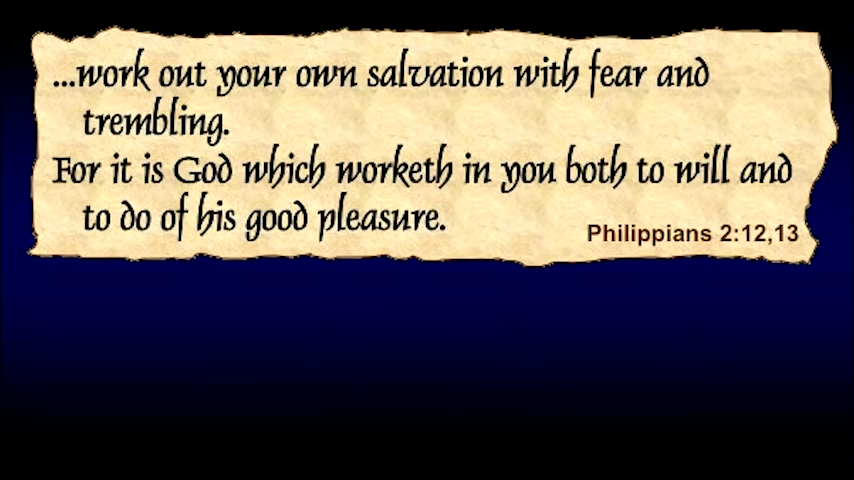 ...work out your own salvation with fear and
trembling.
For it is God which worketh in you both to will and
to do of his good pleasure.
Philippians 2:12,13